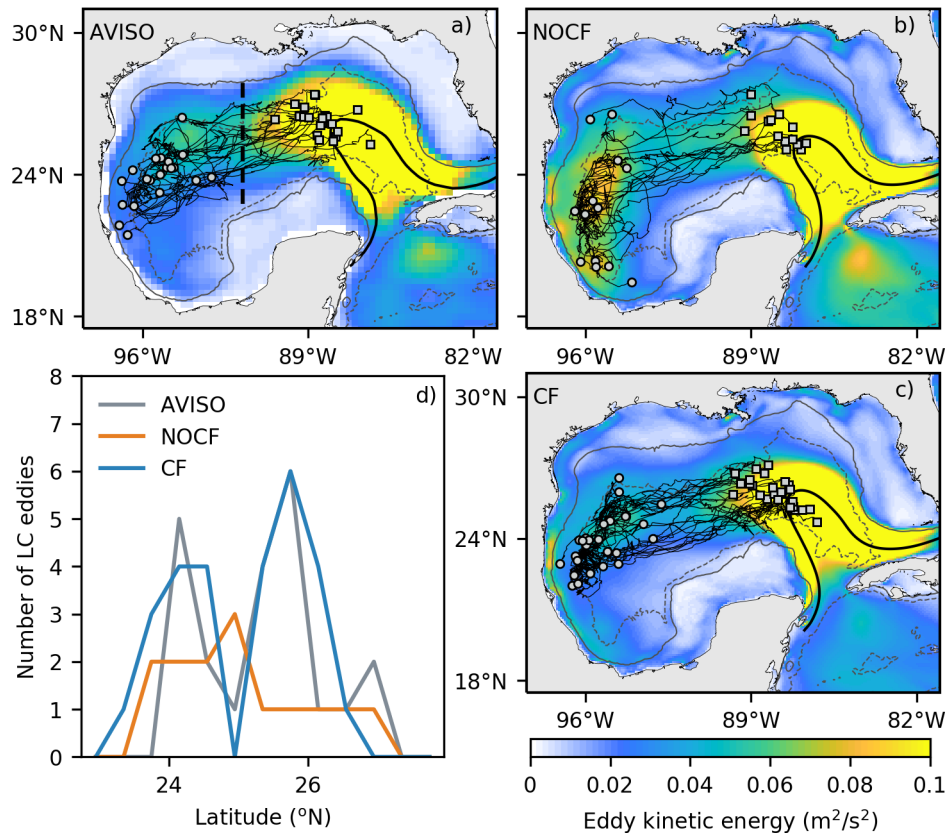 AVISO
a)
30°N
24°N
18°N
96°W
89°W
82°W
NOCF
b)
96°W
89°W
82°W
8
7
6
5
4
3
2
1
0
Number of LC eddies
AVISO
NOCF
CF
d)
24
26
Latitude (°N)
CF
c)
30°N
24°N
18°N
96°W
89°W
82°W
0
0.02
0.04
0.06
0.08
0.1
Eddy kinetic energy (m²/s²)